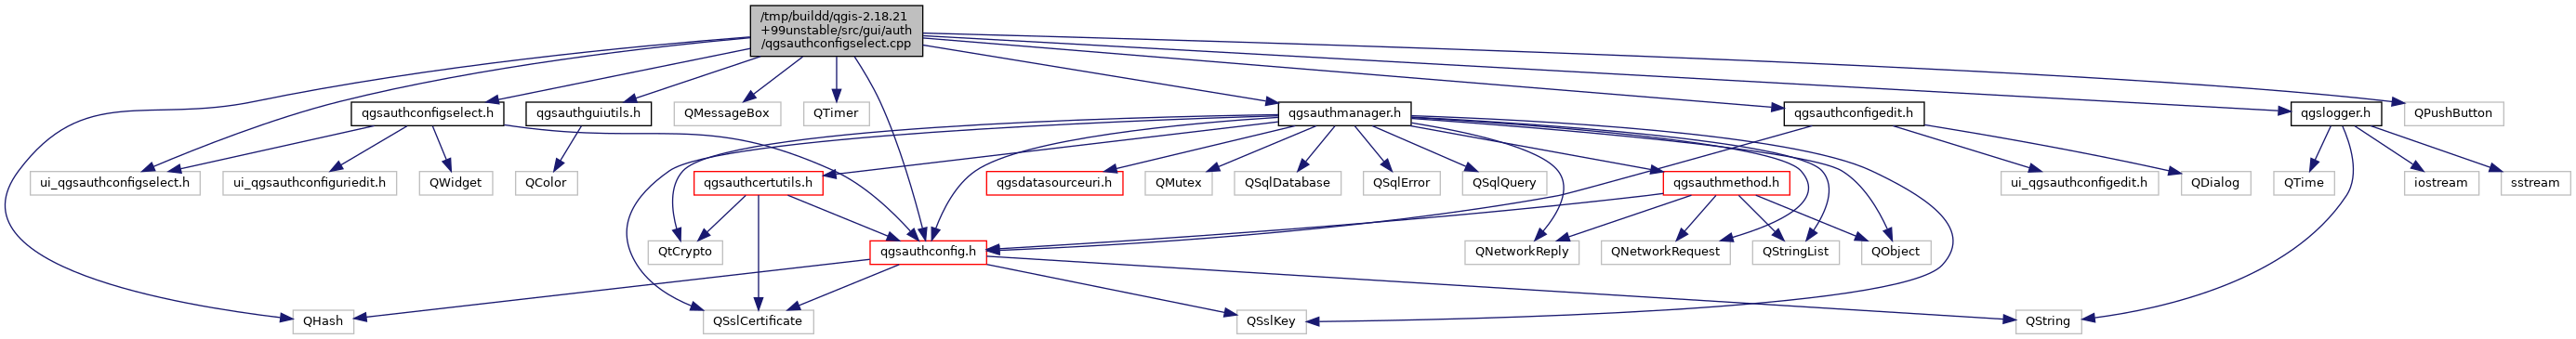 /tmp/buildd/qgis-2.18.21
+99unstable/src/gui/auth
/qgsauthconfigselect.cpp
qgsauthconfigselect.h
qgsauthguiutils.h
QMessageBox
QTimer
qgsauthmanager.h
qgsauthconfigedit.h
qgslogger.h
QPushButton
ui_qgsauthconfigselect.h
ui_qgsauthconfiguriedit.h
QWidget
QColor
qgsauthcertutils.h
qgsdatasourceuri.h
QMutex
QSqlDatabase
QSqlError
QSqlQuery
qgsauthmethod.h
ui_qgsauthconfigedit.h
QDialog
QTime
iostream
sstream
QtCrypto
qgsauthconfig.h
QNetworkReply
QNetworkRequest
QStringList
QObject
QHash
QSslCertificate
QSslKey
QString